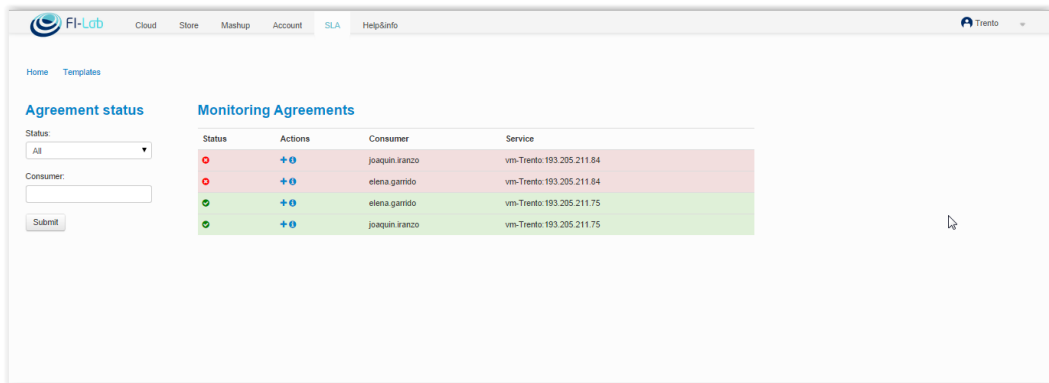 FI-Lab Cloud Store Mashup Account SLA Help&info Trento
Home Templates
Agreement status
Status:
All
Consumer:
Submit
Monitoring Agreements
Status Actions Consumer Service
joaquin.iranzo vm-Trento:193.205.211.84
elena.garrido vm-Trento:193.205.211.84
elena.garrido vm-Trento:193.205.211.75
joaquin.iranzo vm-Trento:193.205.211.75